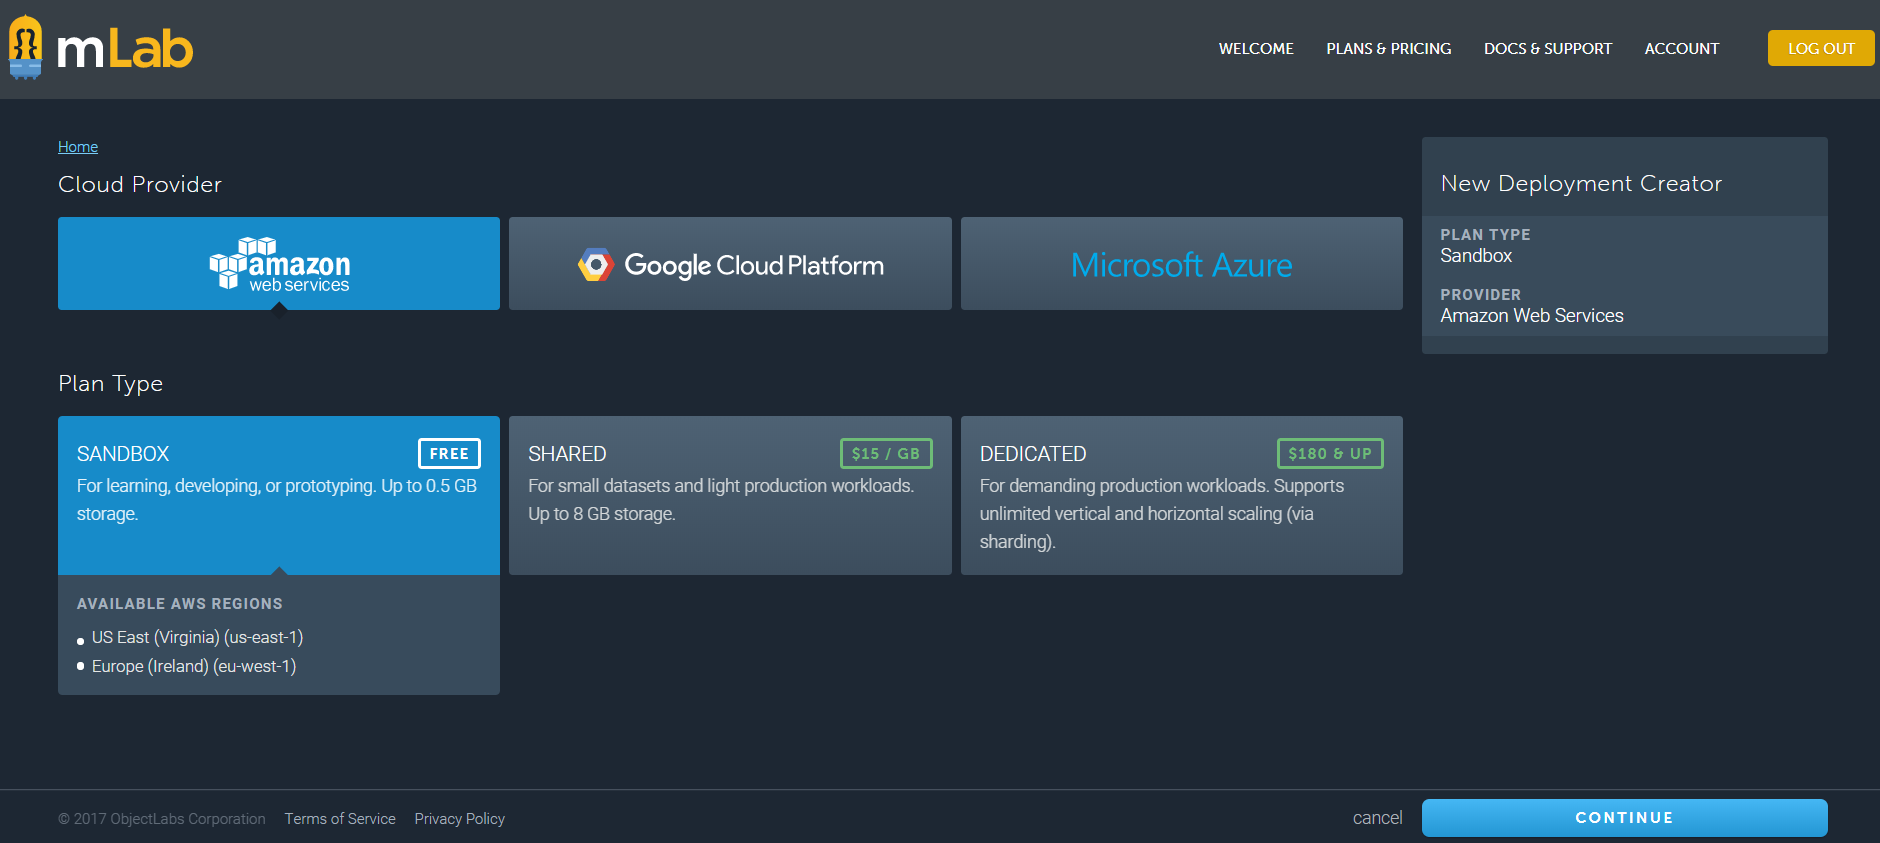 mLab
WELCOME
PLANS & PRICING
DOCS & SUPPORT
ACCOUNT
LOG OUT
Home
Cloud Provider
amazon
web services
Google Cloud Platform
Microsoft Azure
Plan Type
SANDBOX
FREE
For learning, developing, or prototyping. Up to 0.5 GB
storage.
AVAILABLE AWS REGIONS
US East (Virginia) (us-east-1)
Europe (Ireland) (eu-west-1)
SHARED
$15 / GB
For small datasets and light production workloads.
Up to 8 GB storage.
DEDICATED
$180 & UP
For demanding production workloads. Supports
unlimited vertical and horizontal scaling (via
sharding).
New Deployment Creator
PLAN TYPE
Sandbox
PROVIDER
Amazon Web Services
© 2017 ObjectLabs Corporation
Terms of Service
Privacy Policy
cancel
CONTINUE